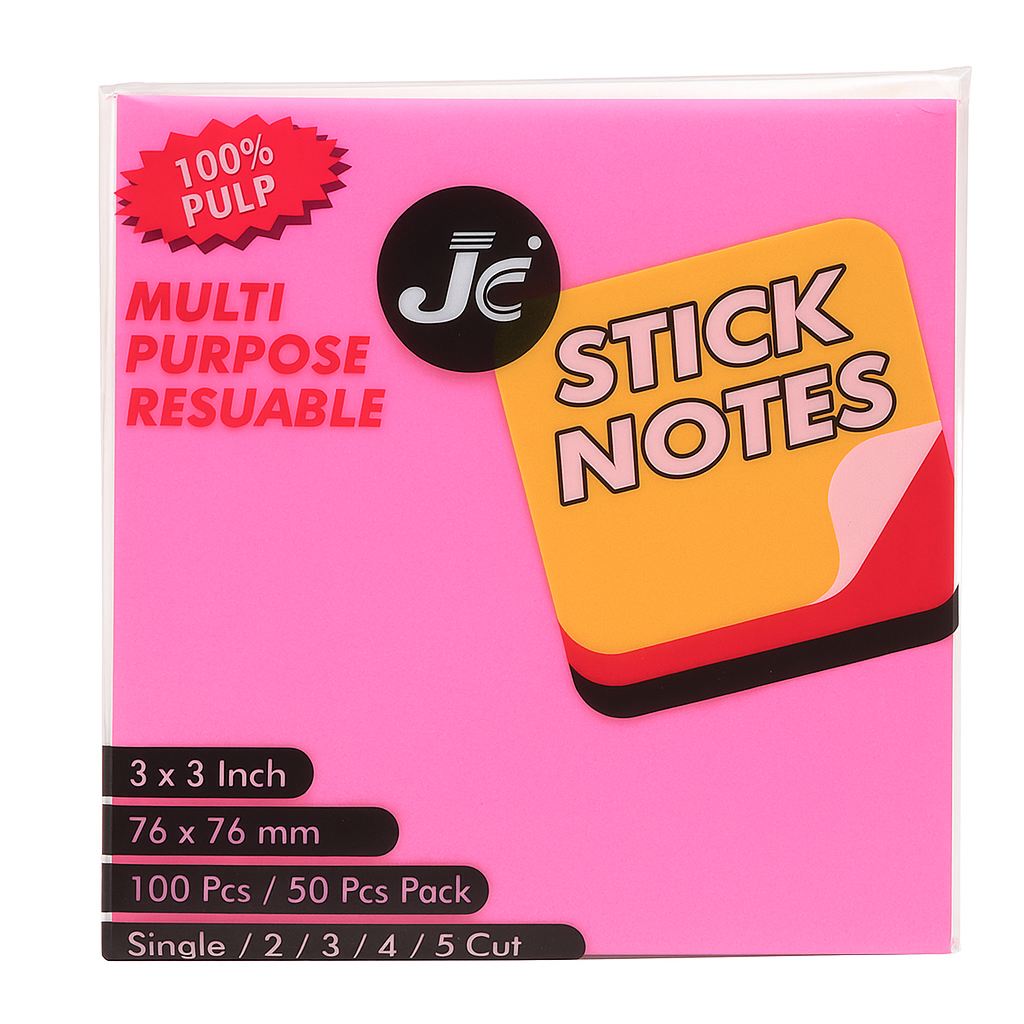 100%
PULP
JC
MULTI
PURPOSE
RESUABLE
STICK
NOTES
3 x 3 Inch
76 x 76 mm
100 Pcs / 50 Pcs Pack
Single / 2 / 3 / 4 / 5 Cut